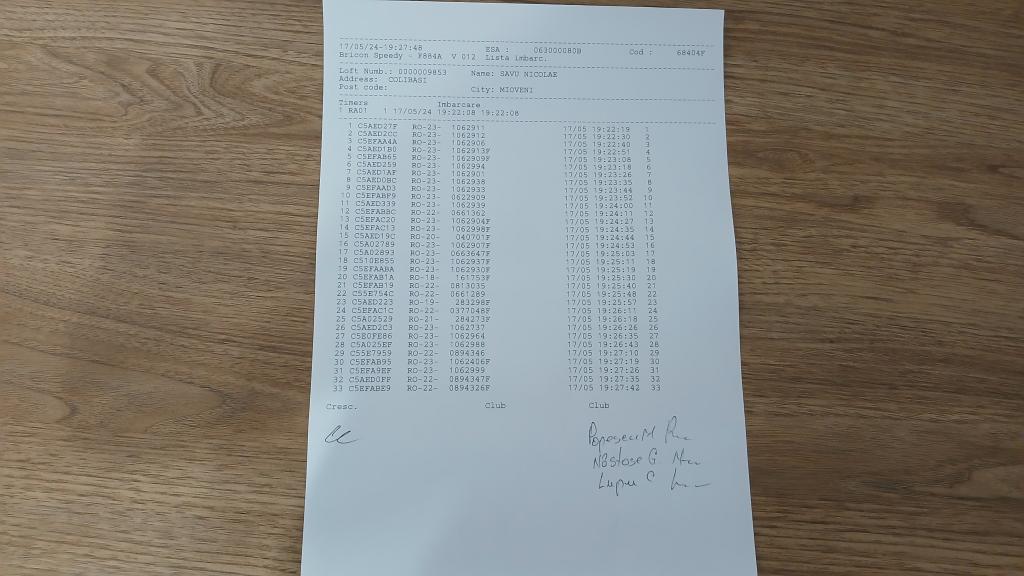 17/05/24-19:27:48 ESA : 063000080B Cod : 68404F
Bricon Speedy - F884A V 012 Lista imbarc.
Loft Numb.: 0000009853 Name: SAVU NICOLAE
Address: COLIBASI
Post code: City: MIOVENI
Timers Imbarcare
1 RA01 1 17/05/24 19:22:08 19:22:08
1 C5AED27F RO-23- 1062911 17/05 19:22:19 1
2 C5AED20C RO-23- 1062912 17/05 19:22:30 2
3 C5EFAA4A RO-23- 1062906 17/05 19:22:40 3
4 C5AED1B0 RO-23- 1062913F 17/05 19:22:51 4
5 C5EFAB65 RO-23- 1062909F 17/05 19:23:08 5
6 C5AED259 RO-23- 1062994 17/05 19:23:18 6
7 C5AED1AF RO-23- 1062901 17/05 19:23:26 7
8 C5AED0BC RO-23- 1062938 17/05 19:23:35 8
9 C5EFAAD3 RO-23- 1062933 17/05 19:23:44 9
10 C5EFABF9 RO-23- 0622909 17/05 19:23:52 10
11 C5AED339 RO-23- 1062939 17/05 19:24:00 11
12 C5EFABBC RO-22- 0661362 17/05 19:24:11 12
13 C5EFAC20 RO-23- 1062904F 17/05 19:24:27 13
14 C5EFAC13 RO-23- 1062998F 17/05 19:24:35 14
15 C5AED19C RO-20- 040701F 17/05 19:24:44 15
16 C5A02789 RO-23- 1062907F 17/05 19:24:53 16
17 C5A02893 RO-23- 0663647F 17/05 19:25:03 17
18 C510E855 RO-23- 1062937F 17/05 19:25:11 18
19 C5EFAABA RO-23- 1062930F 17/05 19:25:19 19
20 C5EFAB1A RO-18- 161753F 17/05 19:25:30 20
21 C5EFAB19 RO-22- 0813035 17/05 19:25:40 21
22 C55E754C RO-22- 0661289 17/05 19:25:48 22
23 C5AED223 RO-19- 283298F 17/05 19:25:57 23
24 C5EFAC1C RO-22- 0377048F 17/05 19:26:11 24
25 C5A02529 RO-21- 284273F 17/05 19:26:18 25
26 C5AED2C3 RO-23- 1062737 17/05 19:26:26 26
27 C5E0FE86 RO-23- 1062964 17/05 19:26:35 27
28 C5A025EF RO-23- 1062988 17/05 19:26:43 28
29 C55E7959 RO-22- 0894346 17/05 19:27:10 29
30 C5EFAB95 RO-23- 1062406F 17/05 19:27:19 30
31 C5EFA9EF RO-23- 1062999 17/05 19:27:26 31
32 C5AED0FF RO-22- 0894347F 17/05 19:27:35 32
33 C5EFABE9 RO-22- 0894326F 17/05 19:27:42 33
Cresc. Club Club
Popescu M
Năstase G.
Lupu C